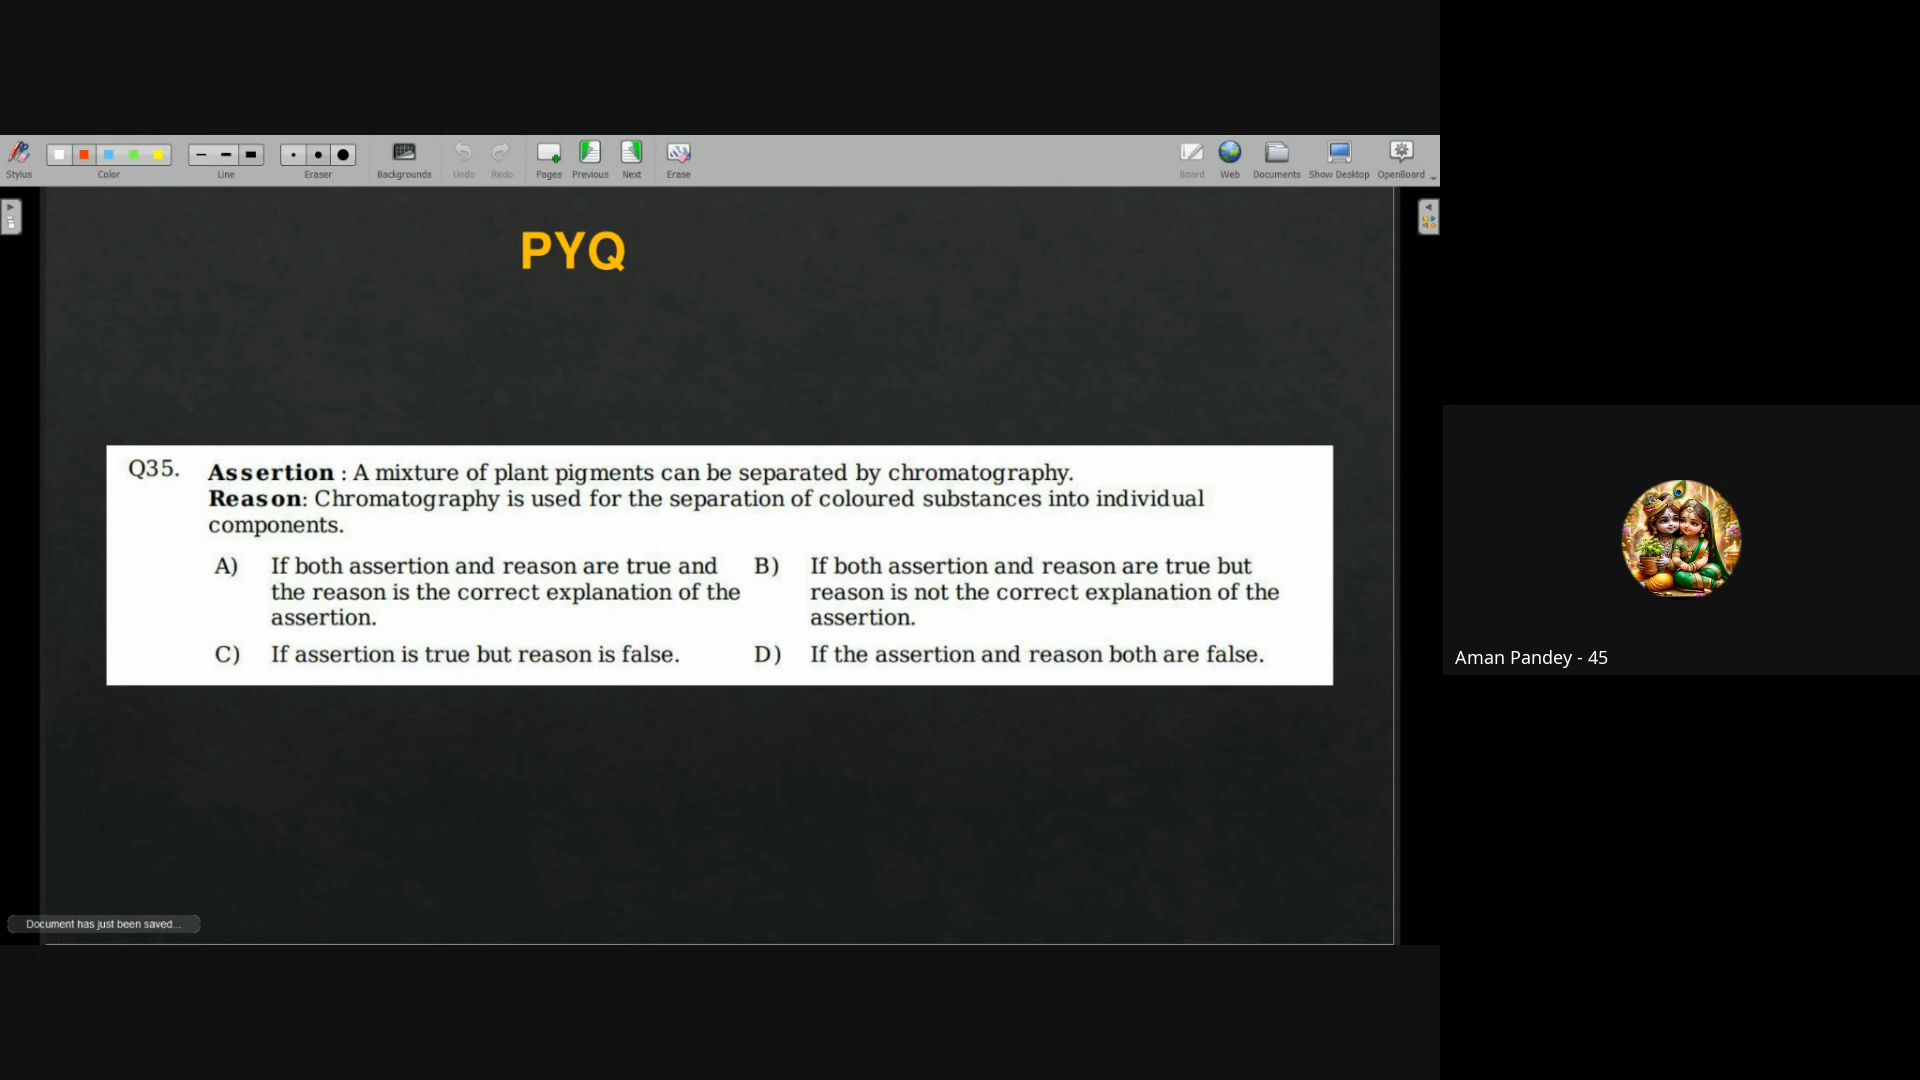 Stylus
Color
Line
Eraser
Backgrounds
Undo
Redo
Pages
Previous
Next
Erase
Board
Web
Documents
Show Desktop
OpenBoard
PYQ
Q35. Assertion : A mixture of plant pigments can be separated by chromatography.
Reason: Chromatography is used for the separation of coloured substances into individual
components.
A) If both assertion and reason are true and
the reason is the correct explanation of the
assertion.
B) If both assertion and reason are true but
reason is not the correct explanation of the
assertion.
C) If assertion is true but reason is false.
D) If the assertion and reason both are false.
Aman Pandey - 45
Document has just been saved...